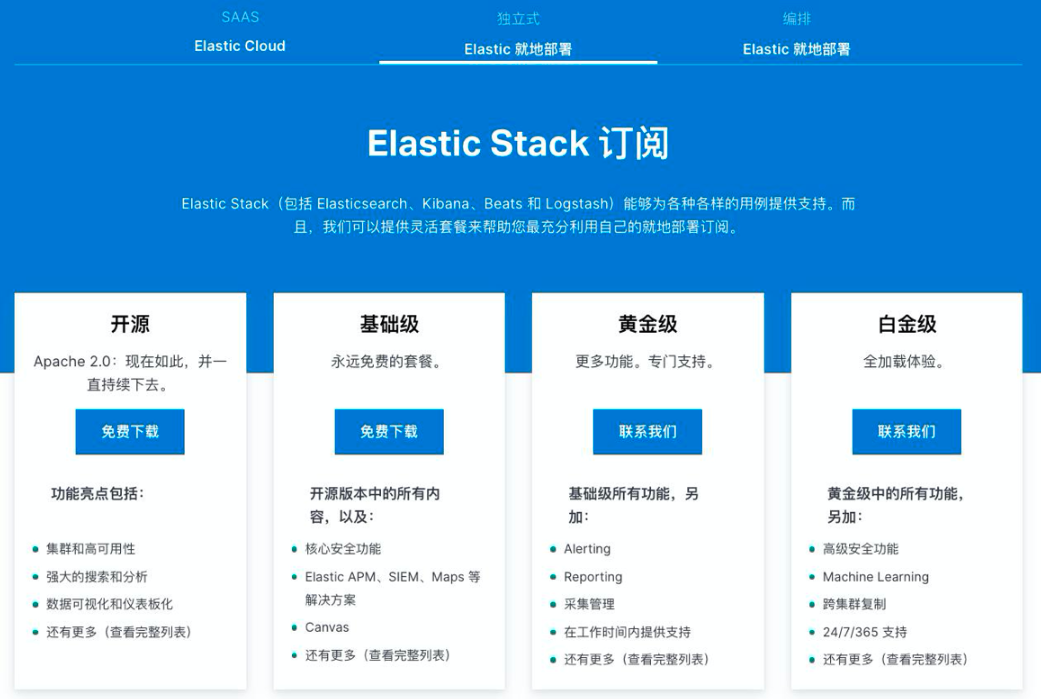 SAAS
Elastic Cloud
独立式
Elastic 就地部署
编排
Elastic 就地部署
Elastic Stack 订阅
Elastic Stack（包括 Elasticsearch、Kibana、Beats 和 Logstash）能够为各种各样的用例提供支持。而
且，我们可以提供灵活套餐来帮助您最充分利用自己的就地部署订阅。
开源
Apache 2.0：现在如此，并一
直持续下去。
免费下载
功能亮点包括：
集群和高可用性
强大的搜索和分析
数据可视化和仪表板化
还有更多（查看完整列表）
基础级
永远免费的套餐。
免费下载
开源版本中的所有内
容，以及：
核心安全功能
Elastic APM、SIEM、Maps 等
解决方案
Canvas
还有更多（查看完整列表）
黄金级
更多功能。专门支持。
联系我们
基础级所有功能，另
加：
Alerting
Reporting
采集管理
在工作时间内提供支持
还有更多（查看完整列表）
白金级
全加载体验。
联系我们
黄金级中的所有功能，
另加：
高级安全功能
Machine Learning
跨集群复制
24/7/365 支持
还有更多（查看完整列表）